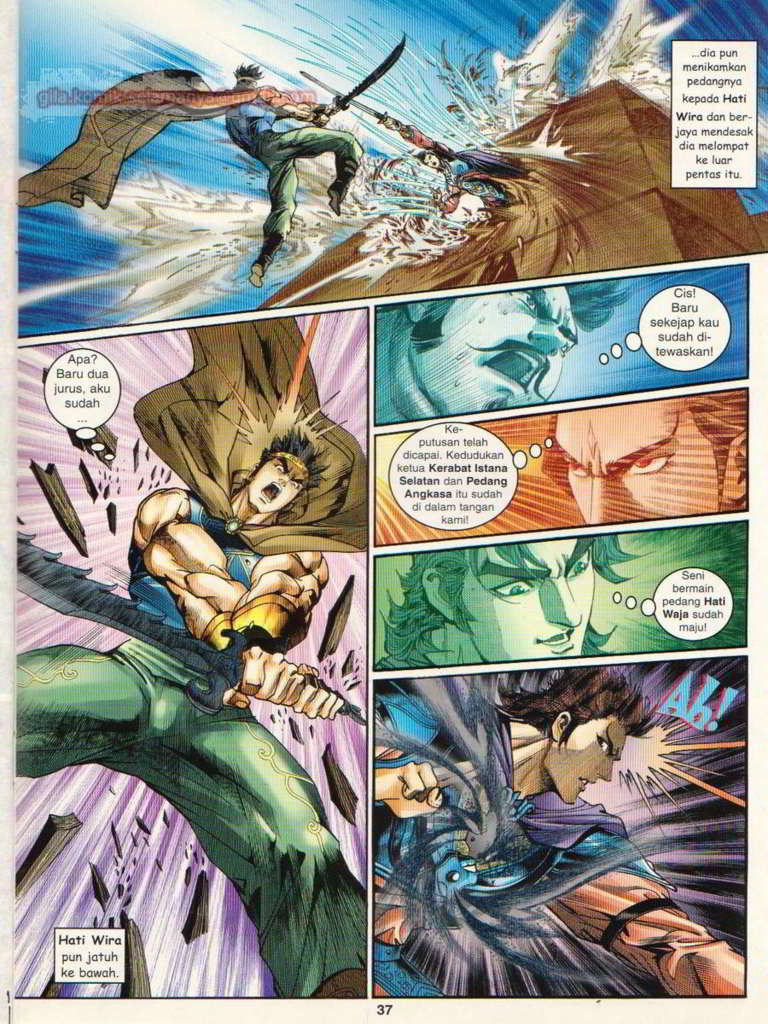 ...dia pun
menikamkan
pedangnya
kepada Hati
Wira dan ber-
jaya mendesak
dia melompat
ke luar
pentas itu.
Apa?
Baru dua
jurus, aku
sudah
...
Cis!
Baru
sekejap kau
sudah di-
tewaskan!
Ke-
putusan telah
dicapai. Kedudukan
ketua Kerabat Istana
Selatan dan Pedang
Angkasa itu sudah
di dalam tangan
kami!
Seni
bermain
pedang Hati
Waja sudah
maju!
Ah!
Hati Wira
pun jatuh
ke bawah.
37